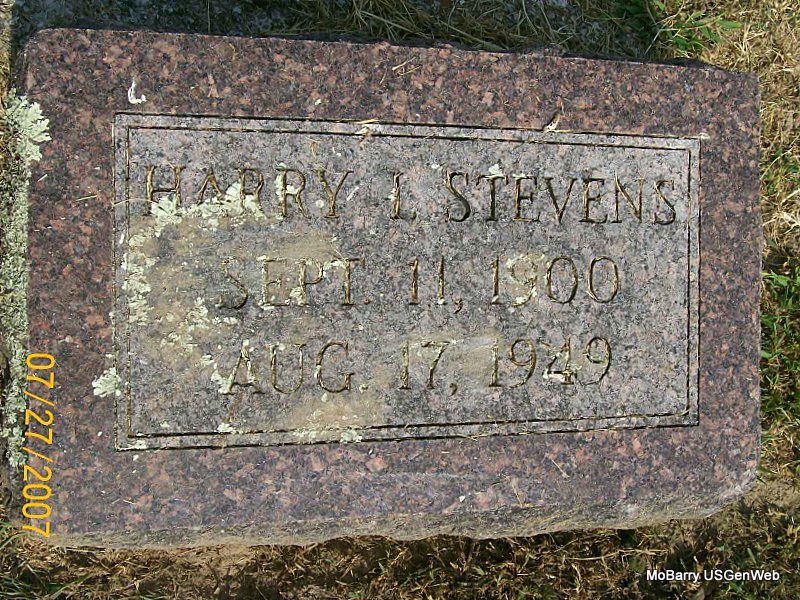 HARRY I. STEVENS
SEPT. 11, 1900
AUG. 17, 1949
07/27/2007
MoBarry USGenWeb